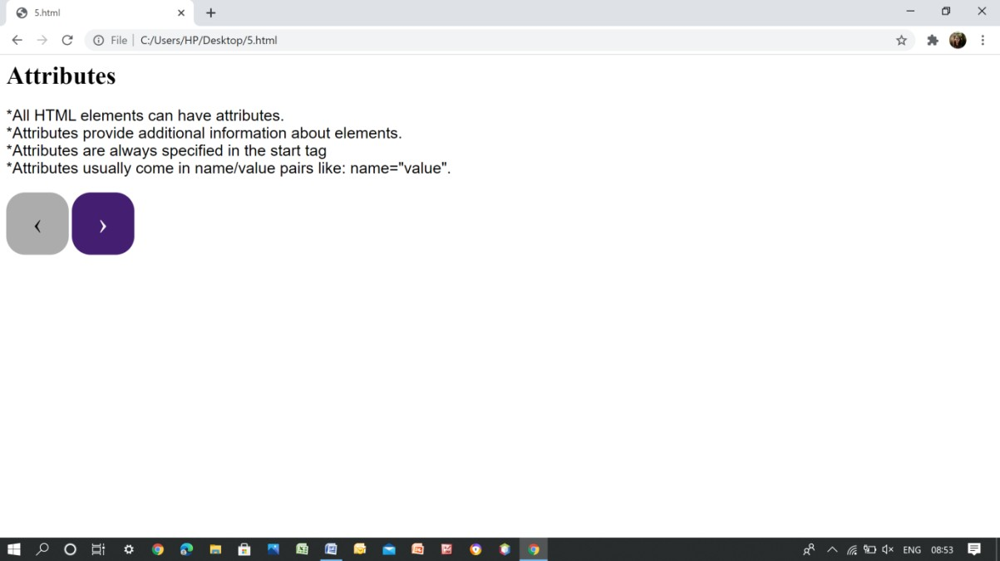 5.html
File C:/Users/HP/Desktop/5.html
Attributes
*All HTML elements can have attributes.
*Attributes provide additional information about elements.
*Attributes are always specified in the start tag
*Attributes usually come in name/value pairs like: name="value".
‹ ›
ENG 08:53